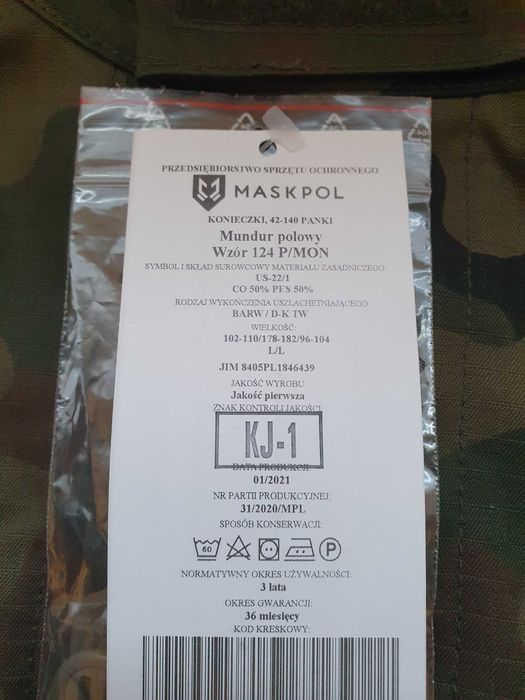 PRZEDSIĘBIORSTWO SPRZĘTU OCHRONNEGO
MASKPOL
KONIECZKI, 42-140 PANKI
Mundur polowy
Wzór 124 P/MON
SYMBOL I SKŁAD SUROWCOWY MATERIAŁU ZASADNICZEGO:
US-22/1
CO 50% PES 50%
RODZAJ WYKOŃCZENIA USZLACHETNIAJĄCEGO:
BARW / D-K TW
WIELKOŚĆ:
102-110/178-182/96-104
L/L
JIM 8405PL1846439
JAKOŚĆ WYROBU:
Jakość pierwsza
ZNAK KONTROLI JAKOŚCI:
KJ-1
DATA PRODUKCJI:
01/2021
NR PARTII PRODUKCYJNEJ:
31/2020/MPL
SPOSÓB KONSERWACJI:
60 P
NORMATYWNY OKRES UŻYWALNOŚCI:
3 lata
OKRES GWARANCJI:
36 miesięcy
KOD KRESKOWY: